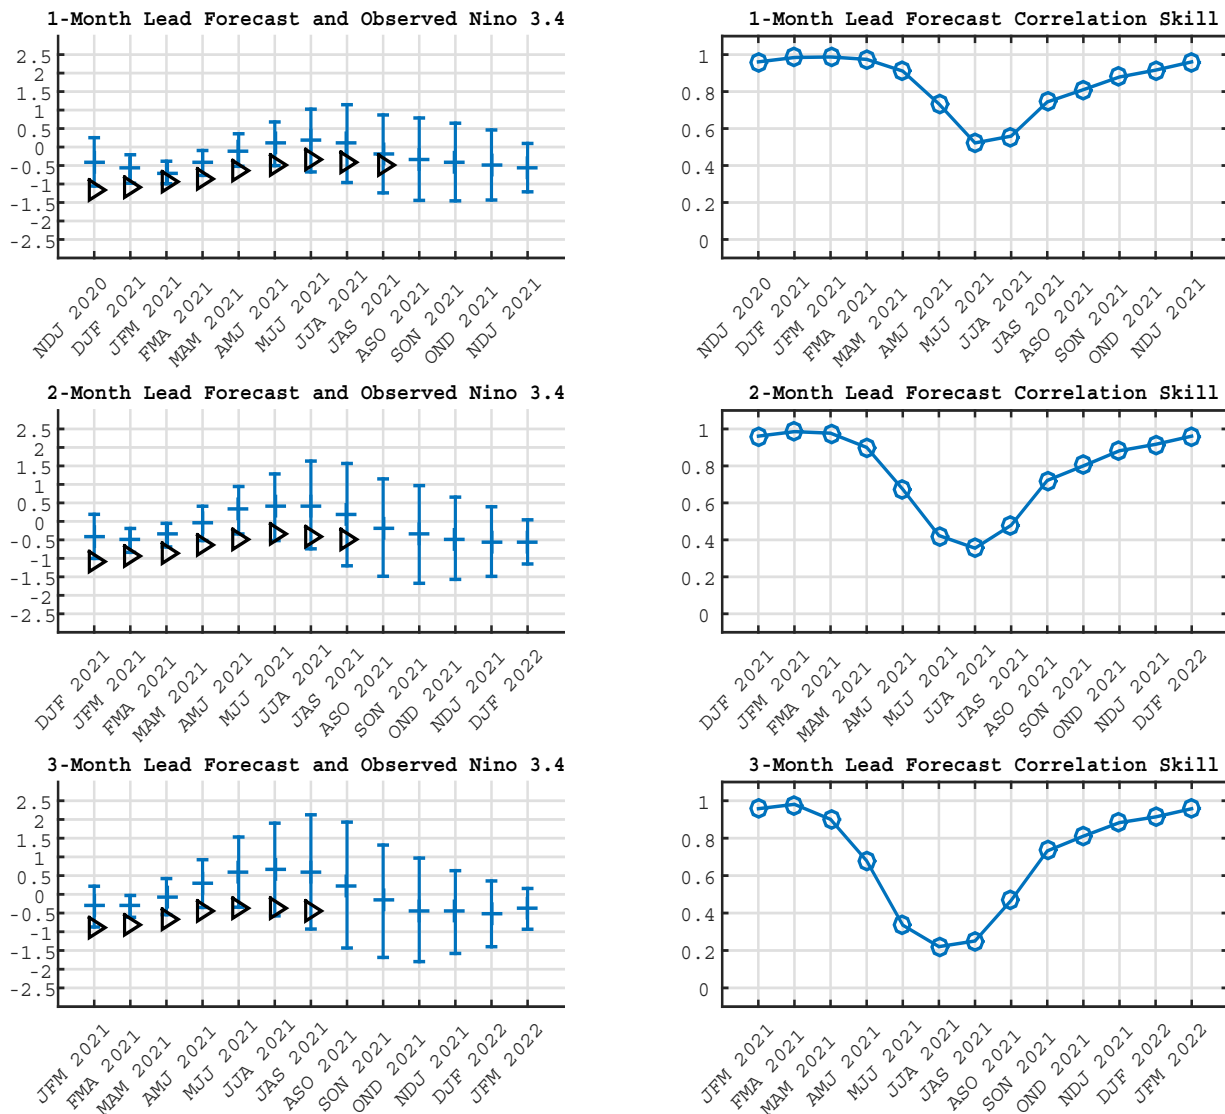 1-Month Lead Forecast and Observed Nino 3.4
2.5
2
1.5
1
0.5
0
-0.5
-1
-1.5
-2
-2.5
NDJ 2020
DJF 2021
JFM 2021
FMA 2021
MAM 2021
AMJ 2021
MJJ 2021
JJA 2021
JAS 2021
ASO 2021
SON 2021
OND 2021
NDJ 2021
1-Month Lead Forecast Correlation Skill
1
0.8
0.6
0.4
0.2
0
NDJ 2020
DJF 2021
JFM 2021
FMA 2021
MAM 2021
AMJ 2021
MJJ 2021
JJA 2021
JAS 2021
ASO 2021
SON 2021
OND 2021
NDJ 2021
2-Month Lead Forecast and Observed Nino 3.4
2.5
2
1.5
1
0.5
0
-0.5
-1
-1.5
-2
-2.5
DJF 2021
JFM 2021
FMA 2021
MAM 2021
AMJ 2021
MJJ 2021
JJA 2021
JAS 2021
ASO 2021
SON 2021
OND 2021
NDJ 2021
DJF 2022
2-Month Lead Forecast Correlation Skill
1
0.8
0.6
0.4
0.2
0
DJF 2021
JFM 2021
FMA 2021
MAM 2021
AMJ 2021
MJJ 2021
JJA 2021
JAS 2021
ASO 2021
SON 2021
OND 2021
NDJ 2021
DJF 2022
3-Month Lead Forecast and Observed Nino 3.4
2.5
2
1.5
1
0.5
0
-0.5
-1
-1.5
-2
-2.5
JFM 2021
FMA 2021
MAM 2021
AMJ 2021
MJJ 2021
JJA 2021
JAS 2021
ASO 2021
SON 2021
OND 2021
NDJ 2021
DJF 2022
JFM 2022
3-Month Lead Forecast Correlation Skill
1
0.8
0.6
0.4
0.2
0
JFM 2021
FMA 2021
MAM 2021
AMJ 2021
MJJ 2021
JJA 2021
JAS 2021
ASO 2021
SON 2021
OND 2021
NDJ 2021
DJF 2022
JFM 2022